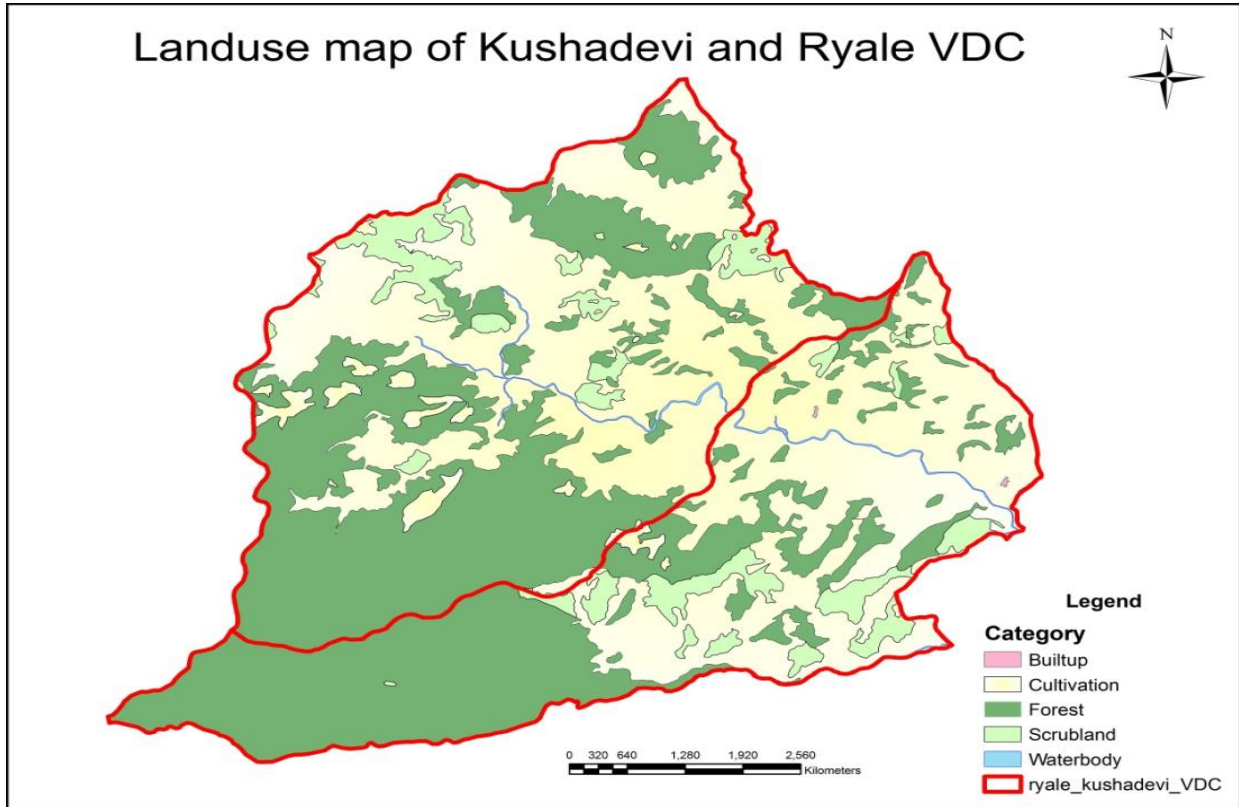 Landuse map of Kushadevi and Ryale VDC
N
Legend
Category
Builtup
Cultivation
Forest
Scrubland
Waterbody
ryale_kushadevi_VDC
0 320 640 1,280 1,920 2,560
Kilometers